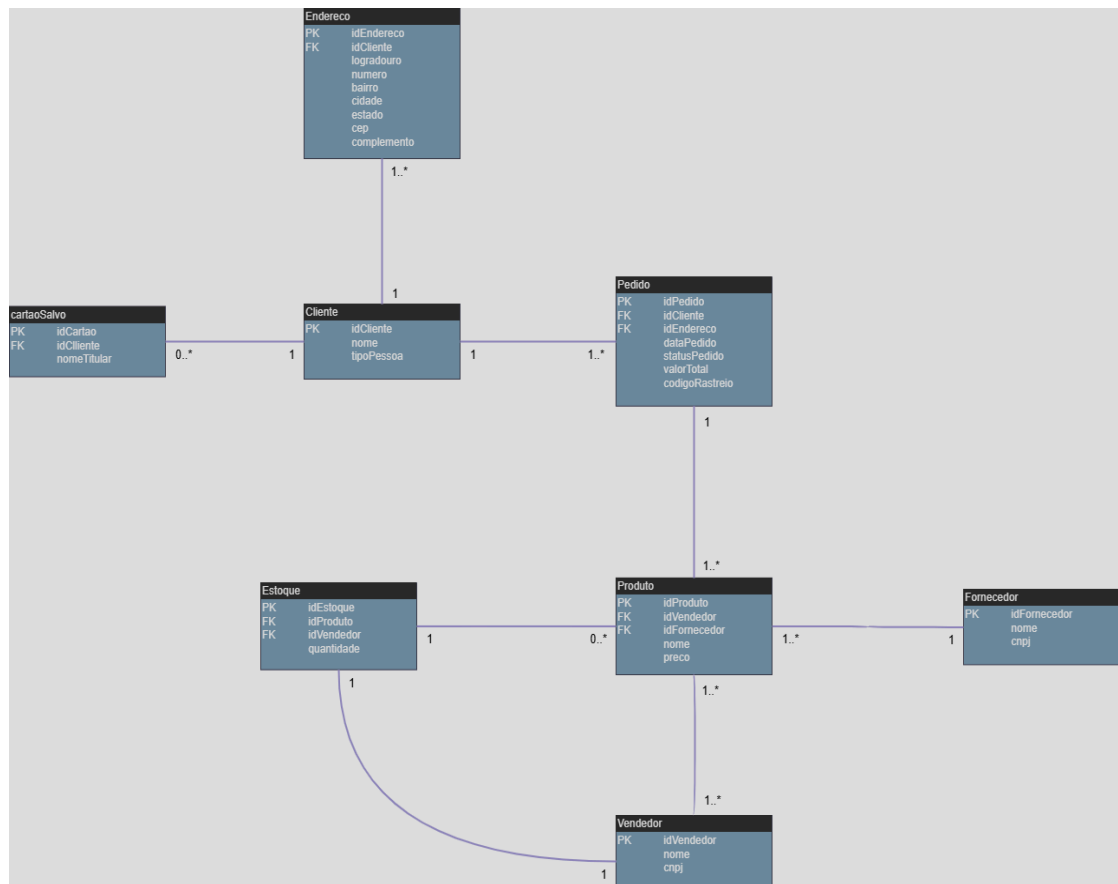 Endereco
PK idEndereco
FK idCliente
logradouro
numero
bairro
cidade
estado
cep
complemento
1..*
1
cartaoSalvo
PK idCartao
FK idClliente
nomeTitular
0..*
1
Cliente
PK idCliente
nome
tipoPessoa
1
1..*
Pedido
PK idPedido
FK idCliente
FK idEndereco
dataPedido
statusPedido
valorTotal
codigoRastreio
1
1..*
Estoque
PK idEstoque
FK idProduto
FK idVendedor
quantidade
1
0..*
1
Produto
PK idProduto
FK idVendedor
FK idFornecedor
nome
preco
1..*
1
Fornecedor
PK idFornecedor
nome
cnpj
1..*
1..*
1
Vendedor
PK idVendedor
nome
cnpj